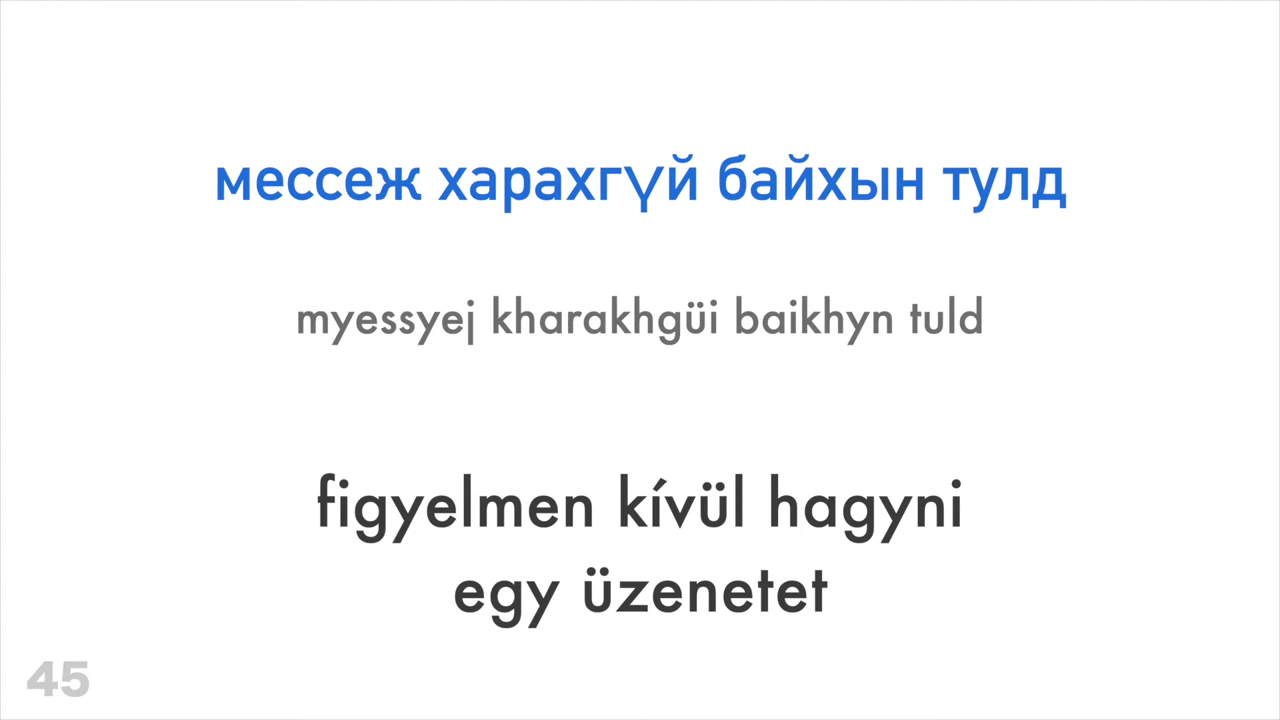 мессеж харахгүй байхын тулд
myessyej kharakhgüi baikhyn tuld
figyelmen kívül hagyni
egy üzenetet
45